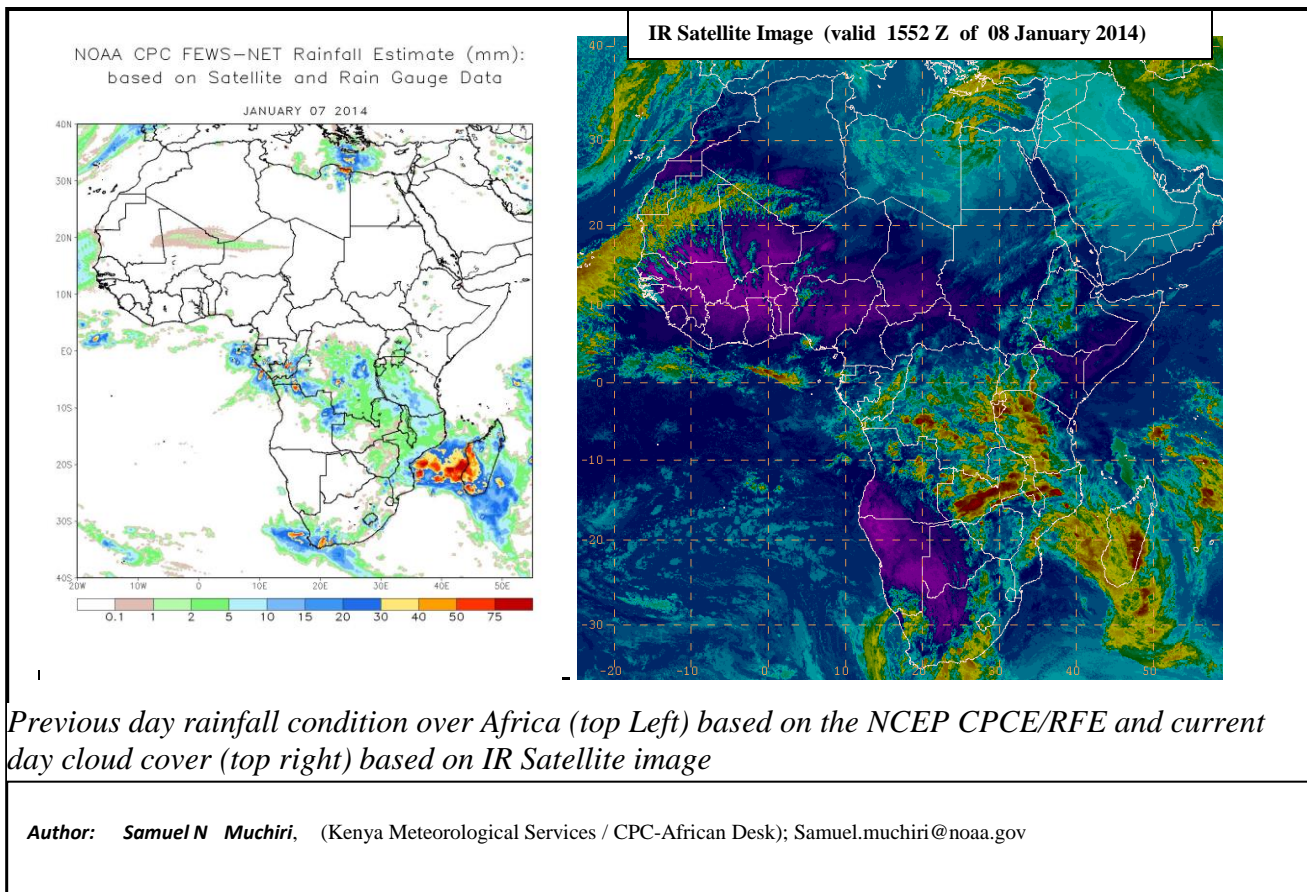 NOAA CPC FEWS-NET Rainfall Estimate (mm):
based on Satellite and Rain Gauge Data
JANUARY 07 2014
40N
30N
20N
10N
EQ
10S
20S
30S
40S
20W
10W
0
10E
20E
30E
40E
50E
0.1
1
2
5
10
15
20
30
40
50
75
IR Satellite Image (valid 1552 Z of 08 January 2014)
40
30
20
10
0
-10
-20
-30
-20
-10
0
10
20
30
40
50
Previous day rainfall condition over Africa (top Left) based on the NCEP CPCE/RFE and current
day cloud cover (top right) based on IR Satellite image
Author: Samuel N Muchiri, (Kenya Meteorological Services / CPC-African Desk); Samuel.muchiri@noaa.gov